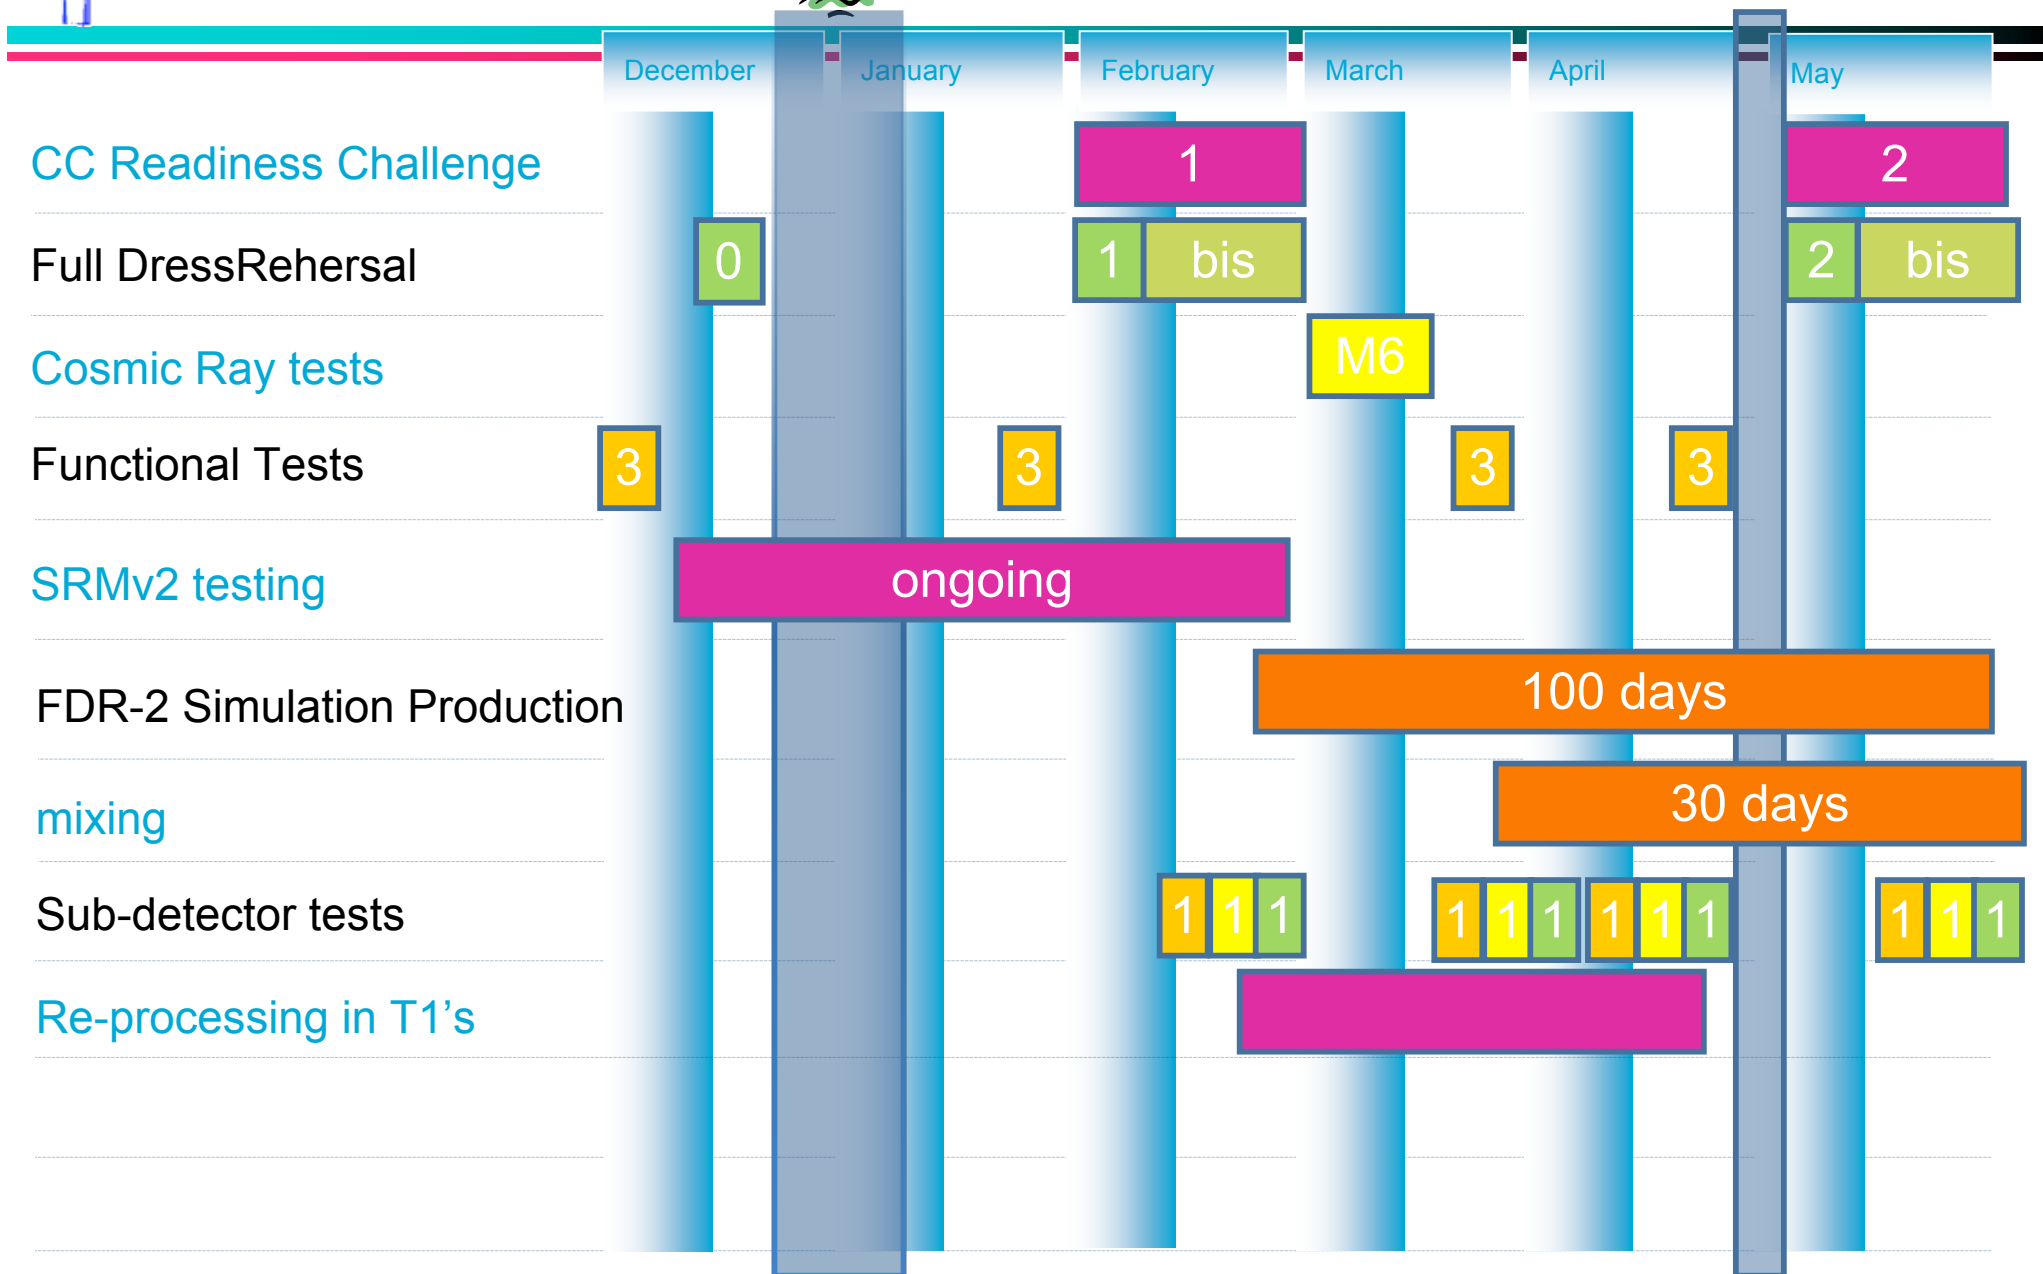 December January February March April May
CC Readiness Challenge 1 2
Full DressRehersal 0 1 bis 2 bis
Cosmic Ray tests M6
Functional Tests 3 3 3 3
SRMv2 testing ongoing
FDR-2 Simulation Production 100 days
mixing 30 days
Sub-detector tests 1 1 1 1 1 1 1 1 1 1 1 1
Re-processing in T1’s